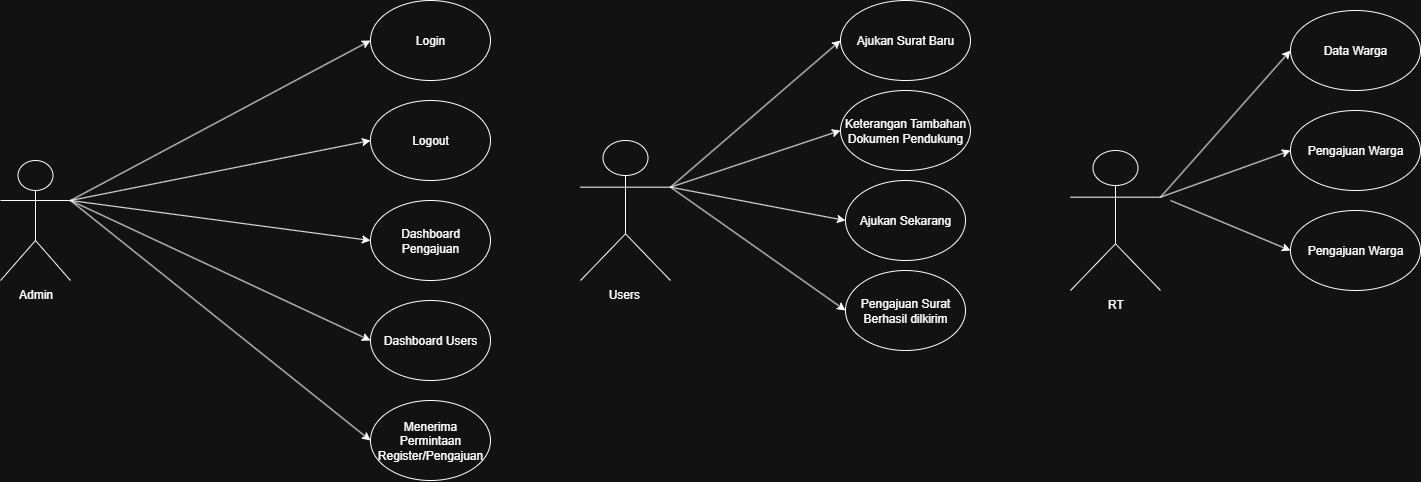 Login
Logout
Dashboard
Pengajuan
Dashboard Users
Menerima
Permintaan
Register/Pengajuan
Admin
Ajukan Surat Baru
Keterangan Tambahan
Dokumen Pendukung
Ajukan Sekarang
Pengajuan Surat
Berhasil dilkirim
Users
Data Warga
Pengajuan Warga
Pengajuan Warga
RT